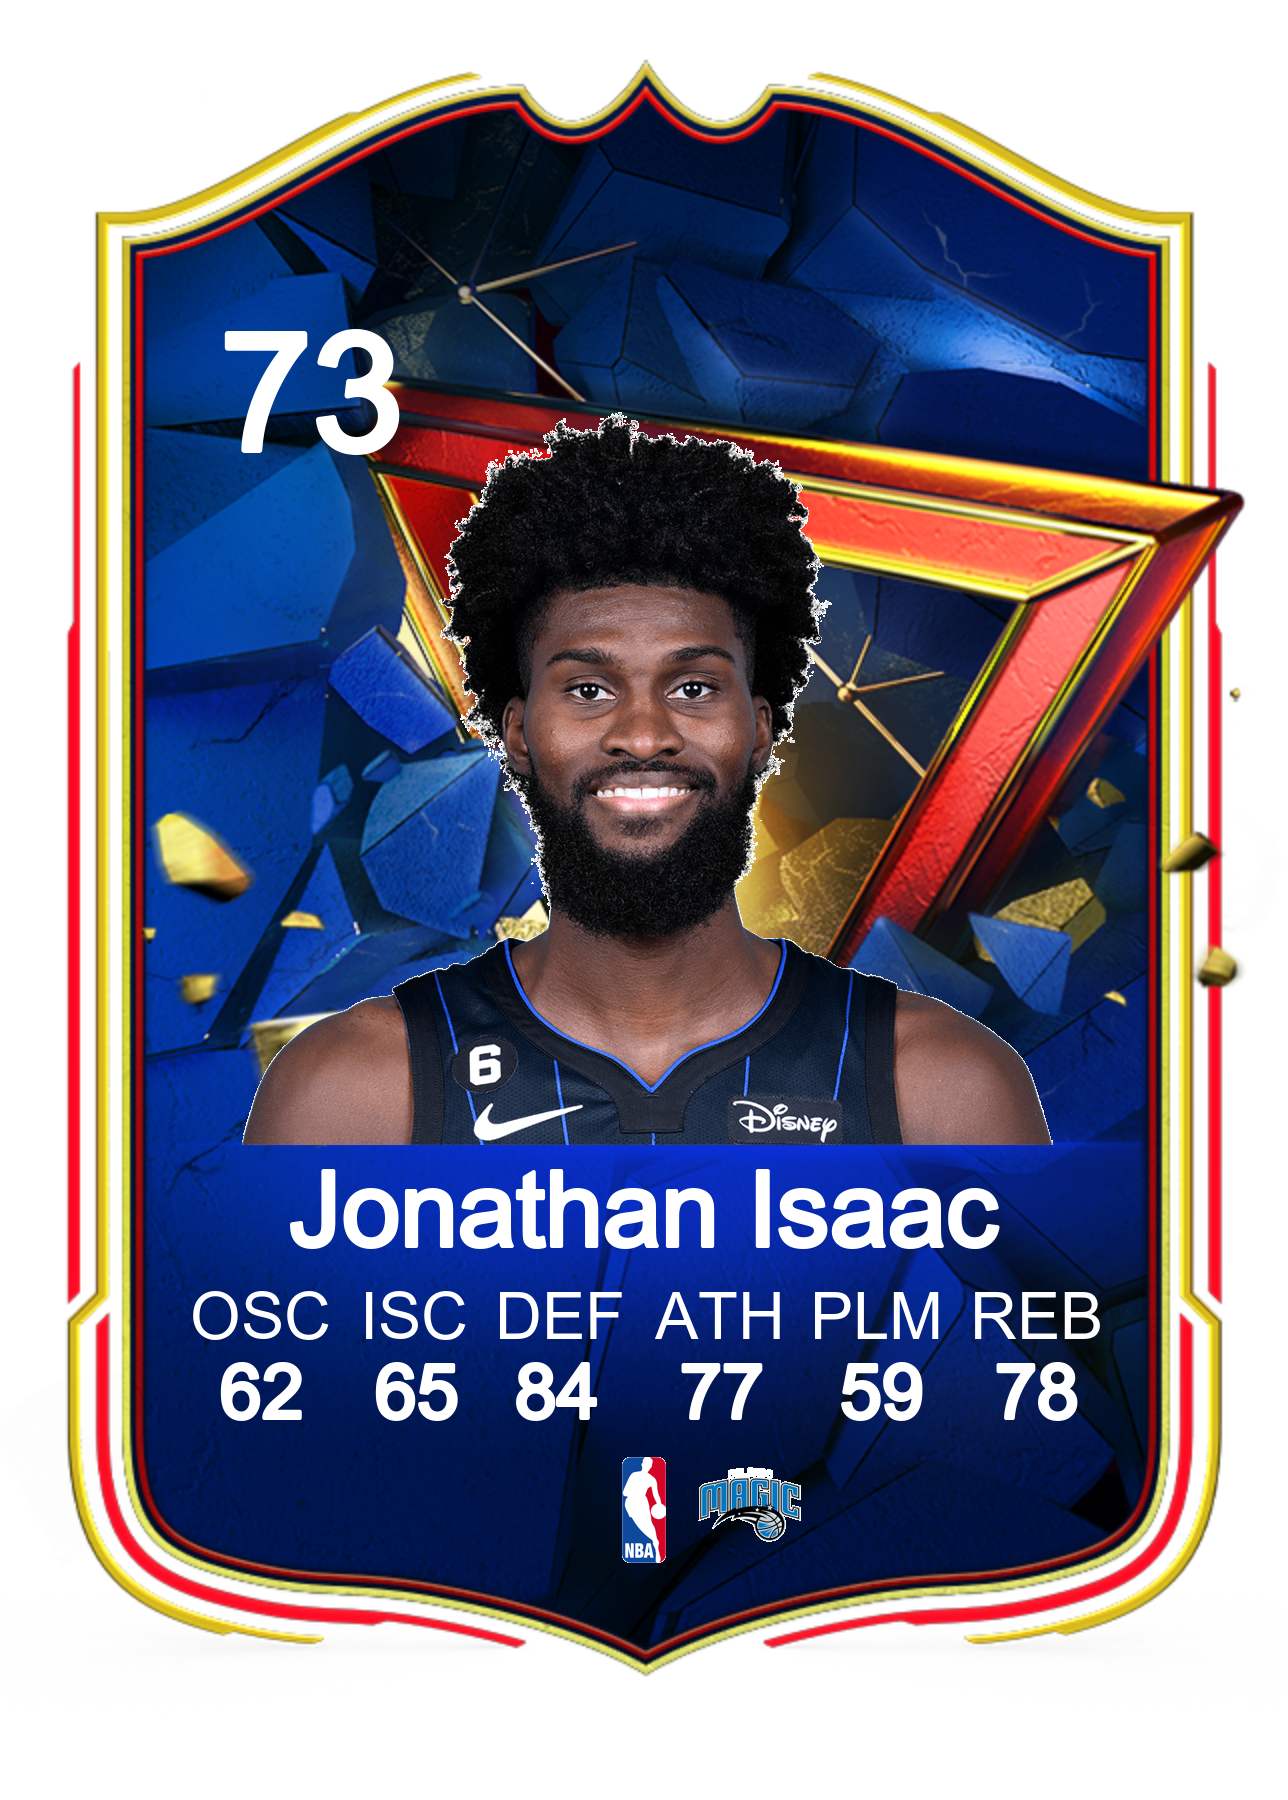 73
6
Disney
Jonathan Isaac
OSC ISC DEF ATH PLM REB
62 65 84 77 59 78
NBA
MAGIC